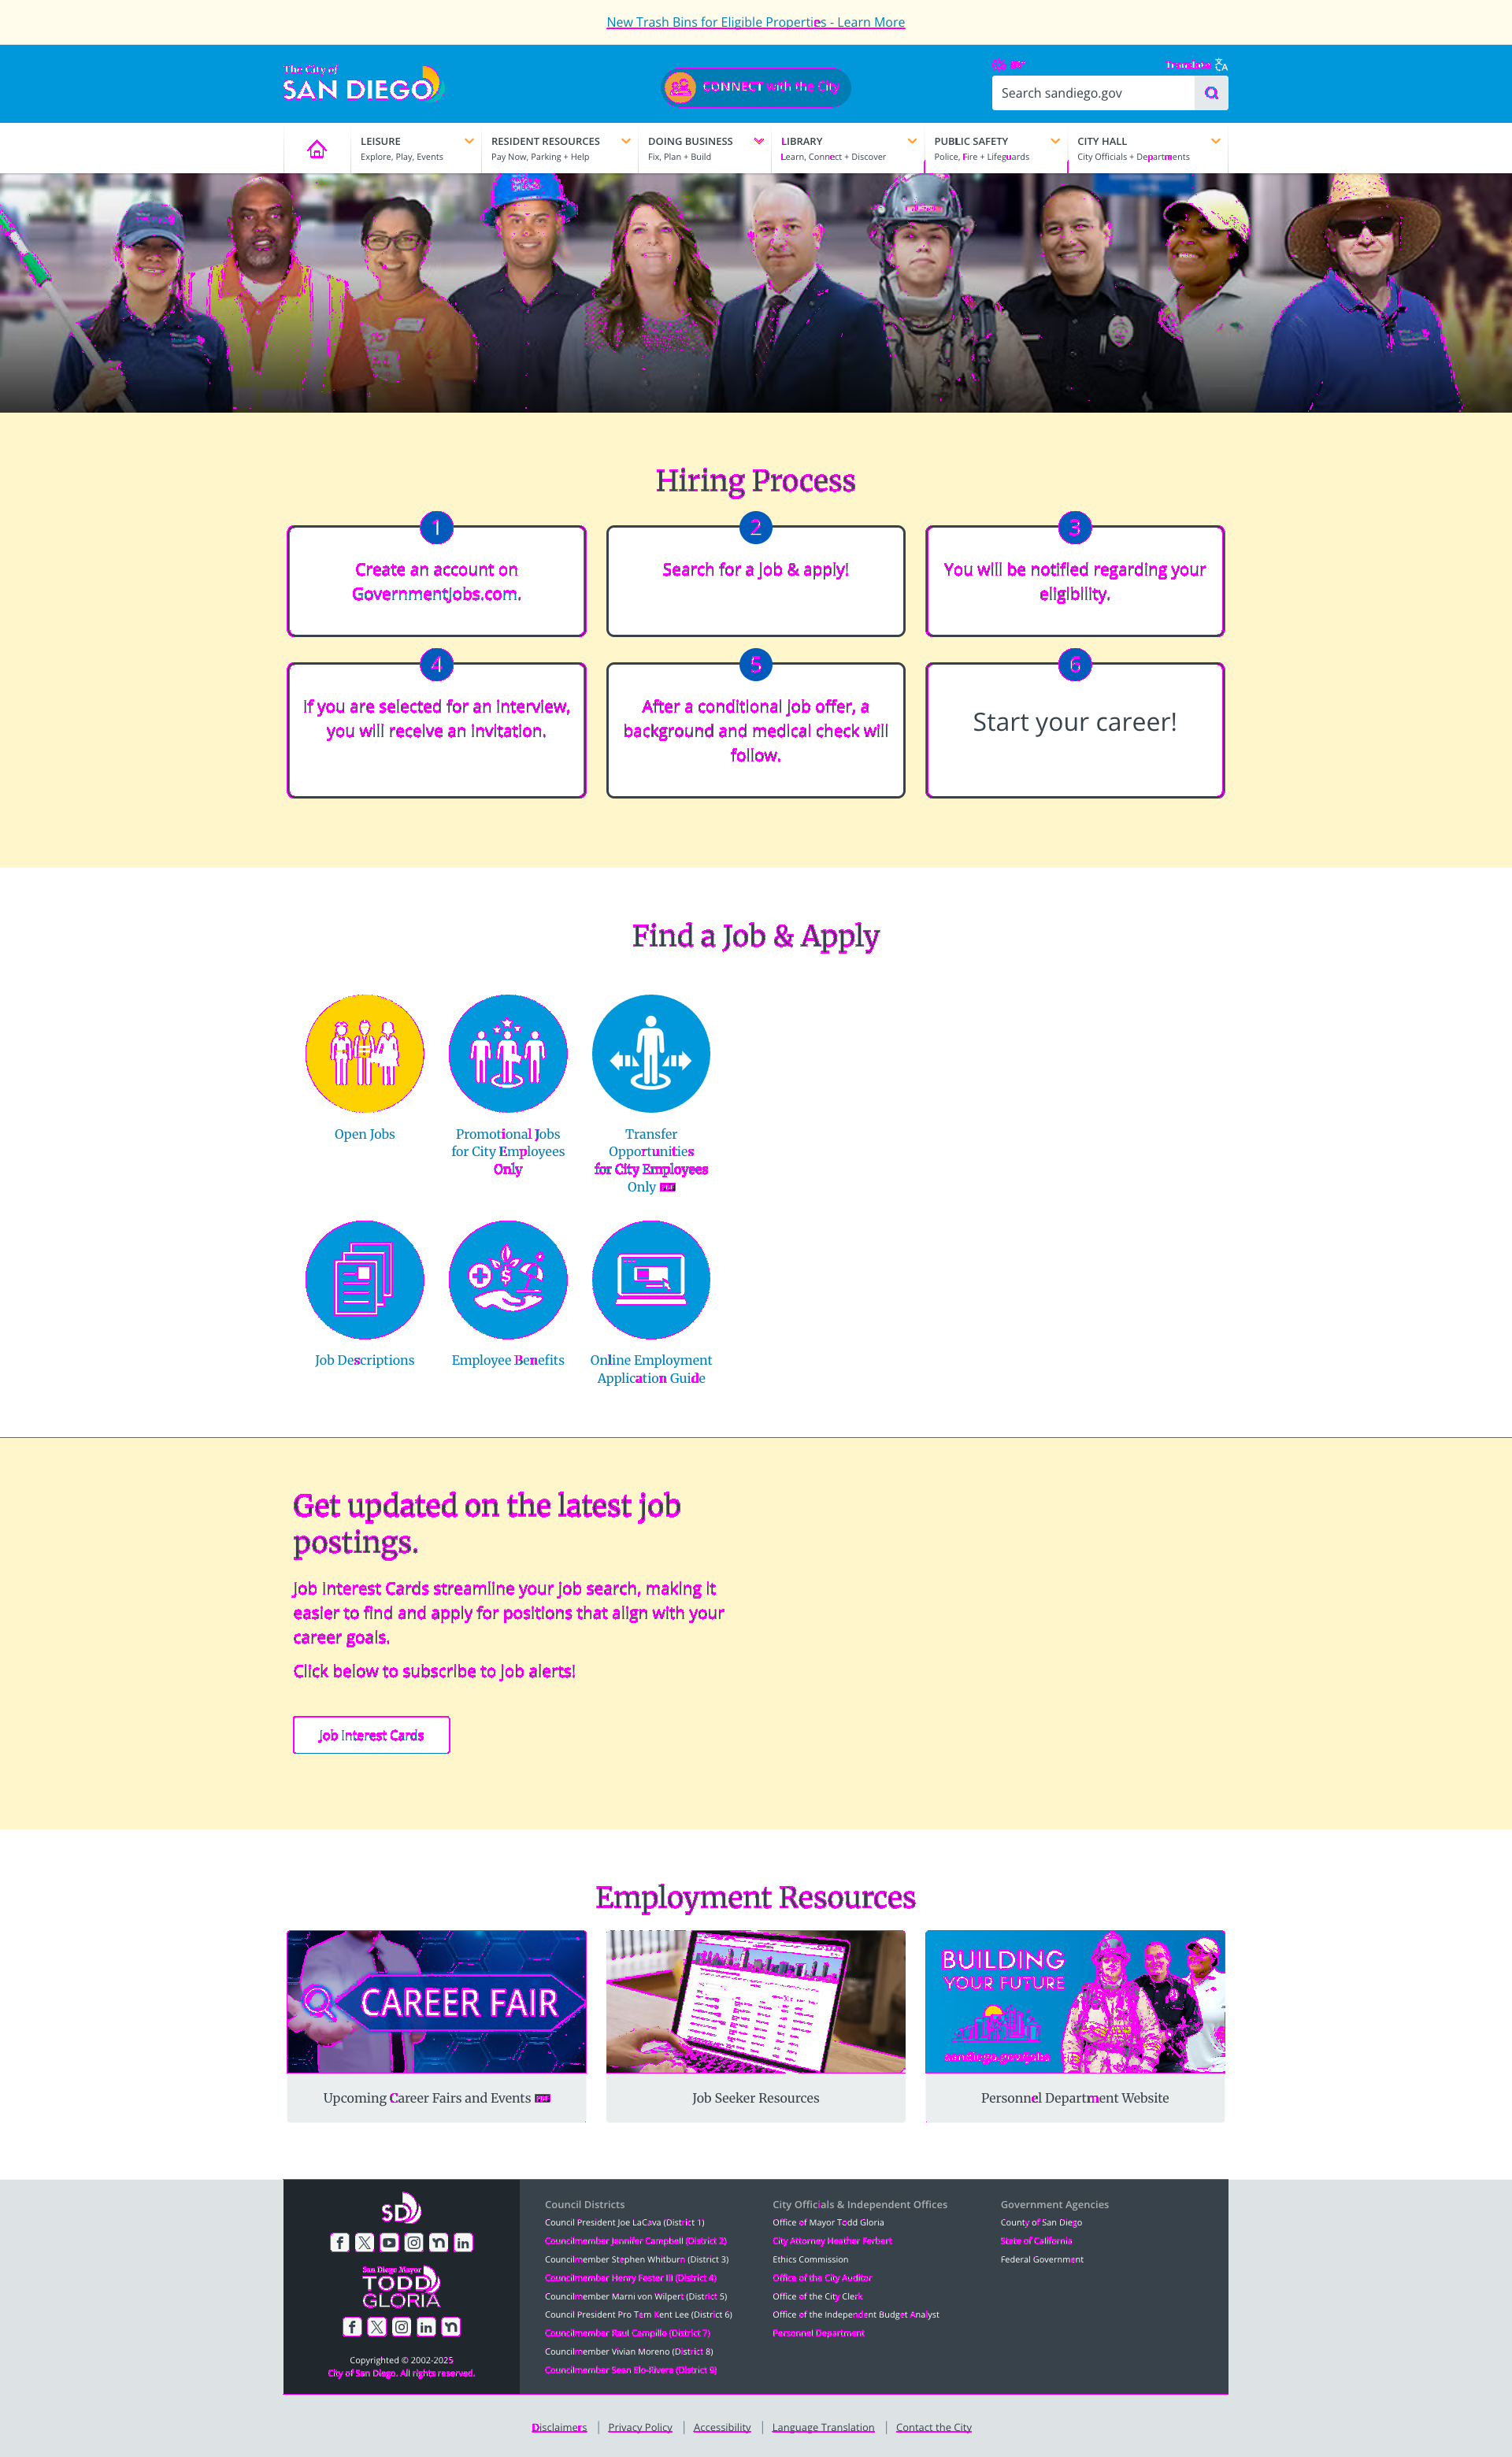 New Trash Bins for Eligible Properties - Learn More
The City of
SAN DIEGO
CONNECT with the City
Translate
Search sandiego.gov
LEISURE
Explore, Play, Events
RESIDENT RESOURCES
Pay Now, Parking + Help
DOING BUSINESS
Fix, Plan + Build
LIBRARY
Learn, Connect + Discover
PUBLIC SAFETY
Police, Fire + Lifeguards
CITY HALL
City Officials + Departments
Hiring Process
1
Create an account on
GovernmentJobs.com.
2
Search for a job & apply!
3
You will be notified regarding your
eligibility.
4
If you are selected for an interview,
you will receive an invitation.
5
After a conditional job offer, a
background and medical check will
follow.
6
Start your career!
Find a Job & Apply
Open Jobs
Promotional Jobs
for City Employees
Only
Transfer
Opportunities
for City Employees
Only PDF
Job Descriptions
Employee Benefits
Online Employment
Application Guide
Get updated on the latest job
postings.
Job Interest Cards streamline your job search, making it
easier to find and apply for positions that align with your
career goals.
Click below to subscribe to job alerts!
Job Interest Cards
Employment Resources
CAREER FAIR
Upcoming Career Fairs and Events PDF
Job Seeker Resources
BUILDING
YOUR FUTURE
sandiego.gov/jobs
Personnel Department Website
SD
San Diego Mayor
TODD
GLORIA
Copyrighted © 2002-2025
City of San Diego. All rights reserved.
Council Districts
Council President Joe LaCava (District 1)
Councilmember Jennifer Campbell (District 2)
Councilmember Stephen Whitburn (District 3)
Councilmember Henry Foster III (District 4)
Councilmember Marni von Wilpert (District 5)
Council President Pro Tem Kent Lee (District 6)
Councilmember Raul Campillo (District 7)
Councilmember Vivian Moreno (District 8)
Councilmember Sean Elo-Rivera (District 9)
City Officials & Independent Offices
Office of Mayor Todd Gloria
City Attorney Heather Ferbert
Ethics Commission
Office of the City Auditor
Office of the City Clerk
Office of the Independent Budget Analyst
Personnel Department
Government Agencies
County of San Diego
State of California
Federal Government
Disclaimers
Privacy Policy
Accessibility
Language Translation
Contact the City